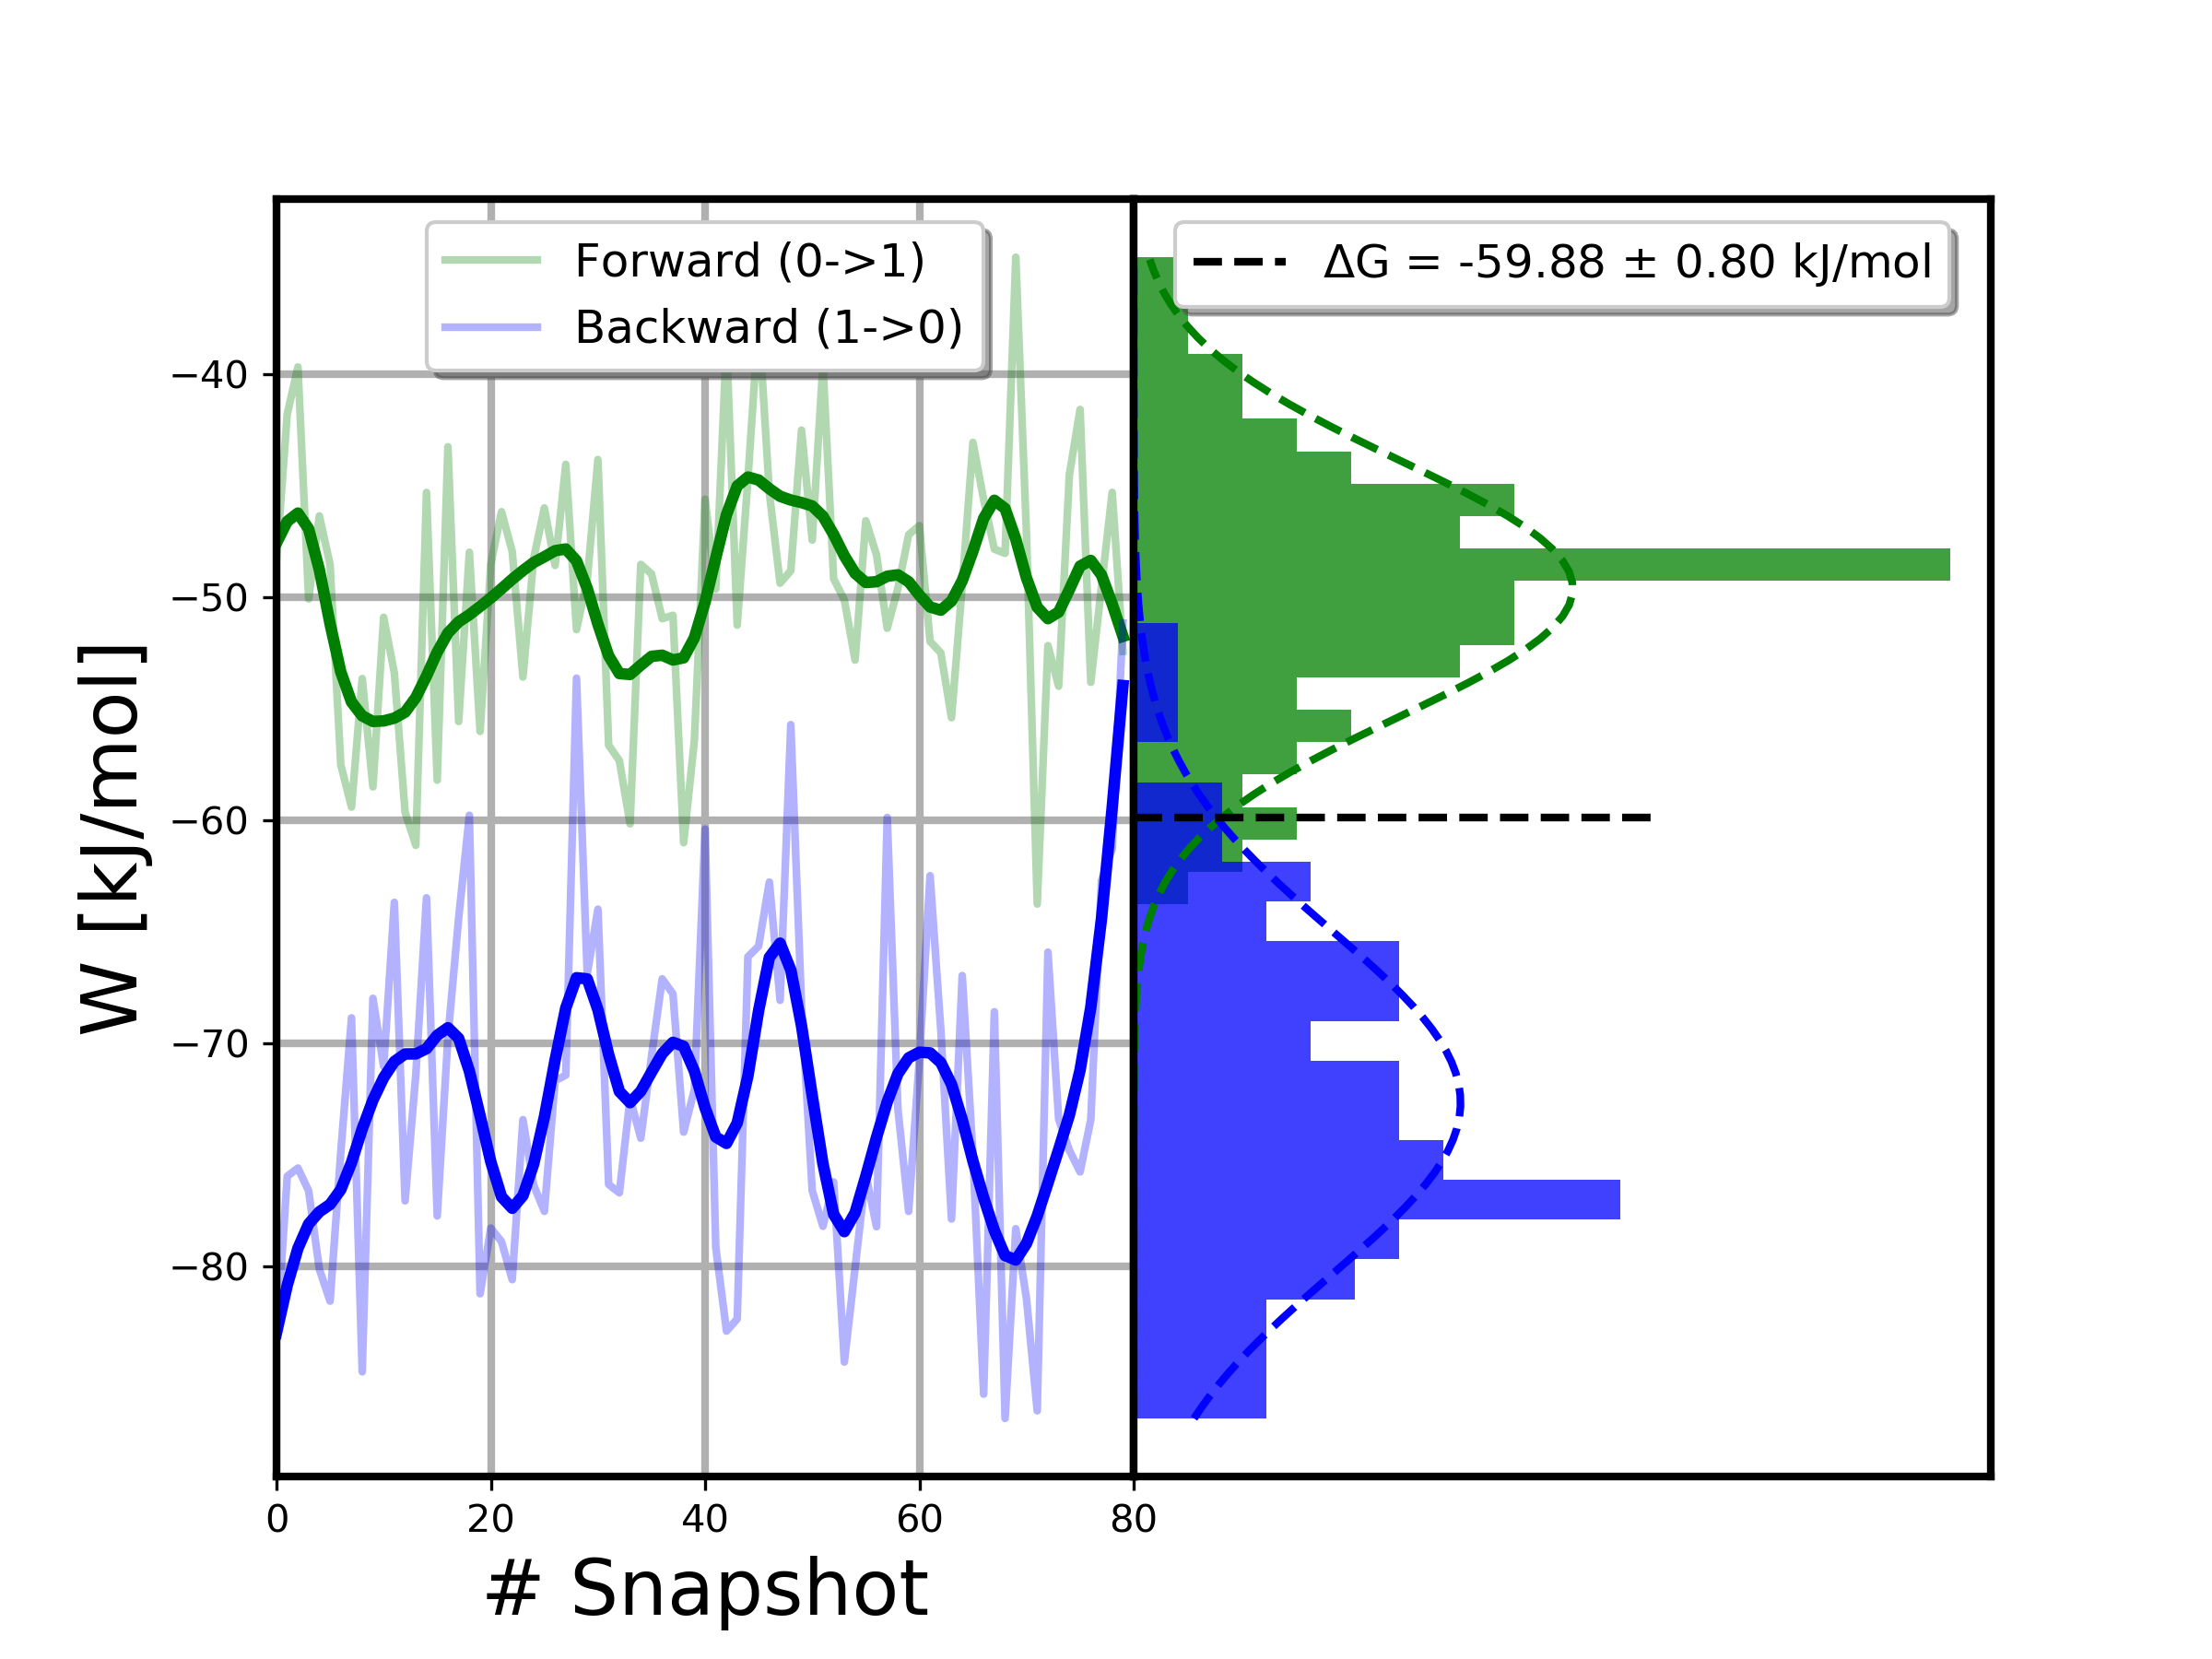 Forward (0->1)
Backward (1->0)
ΔG = -59.88 ± 0.80 kJ/mol
W [kJ/mol]
−40
−50
−60
−70
−80
0 20 40 60 80
# Snapshot